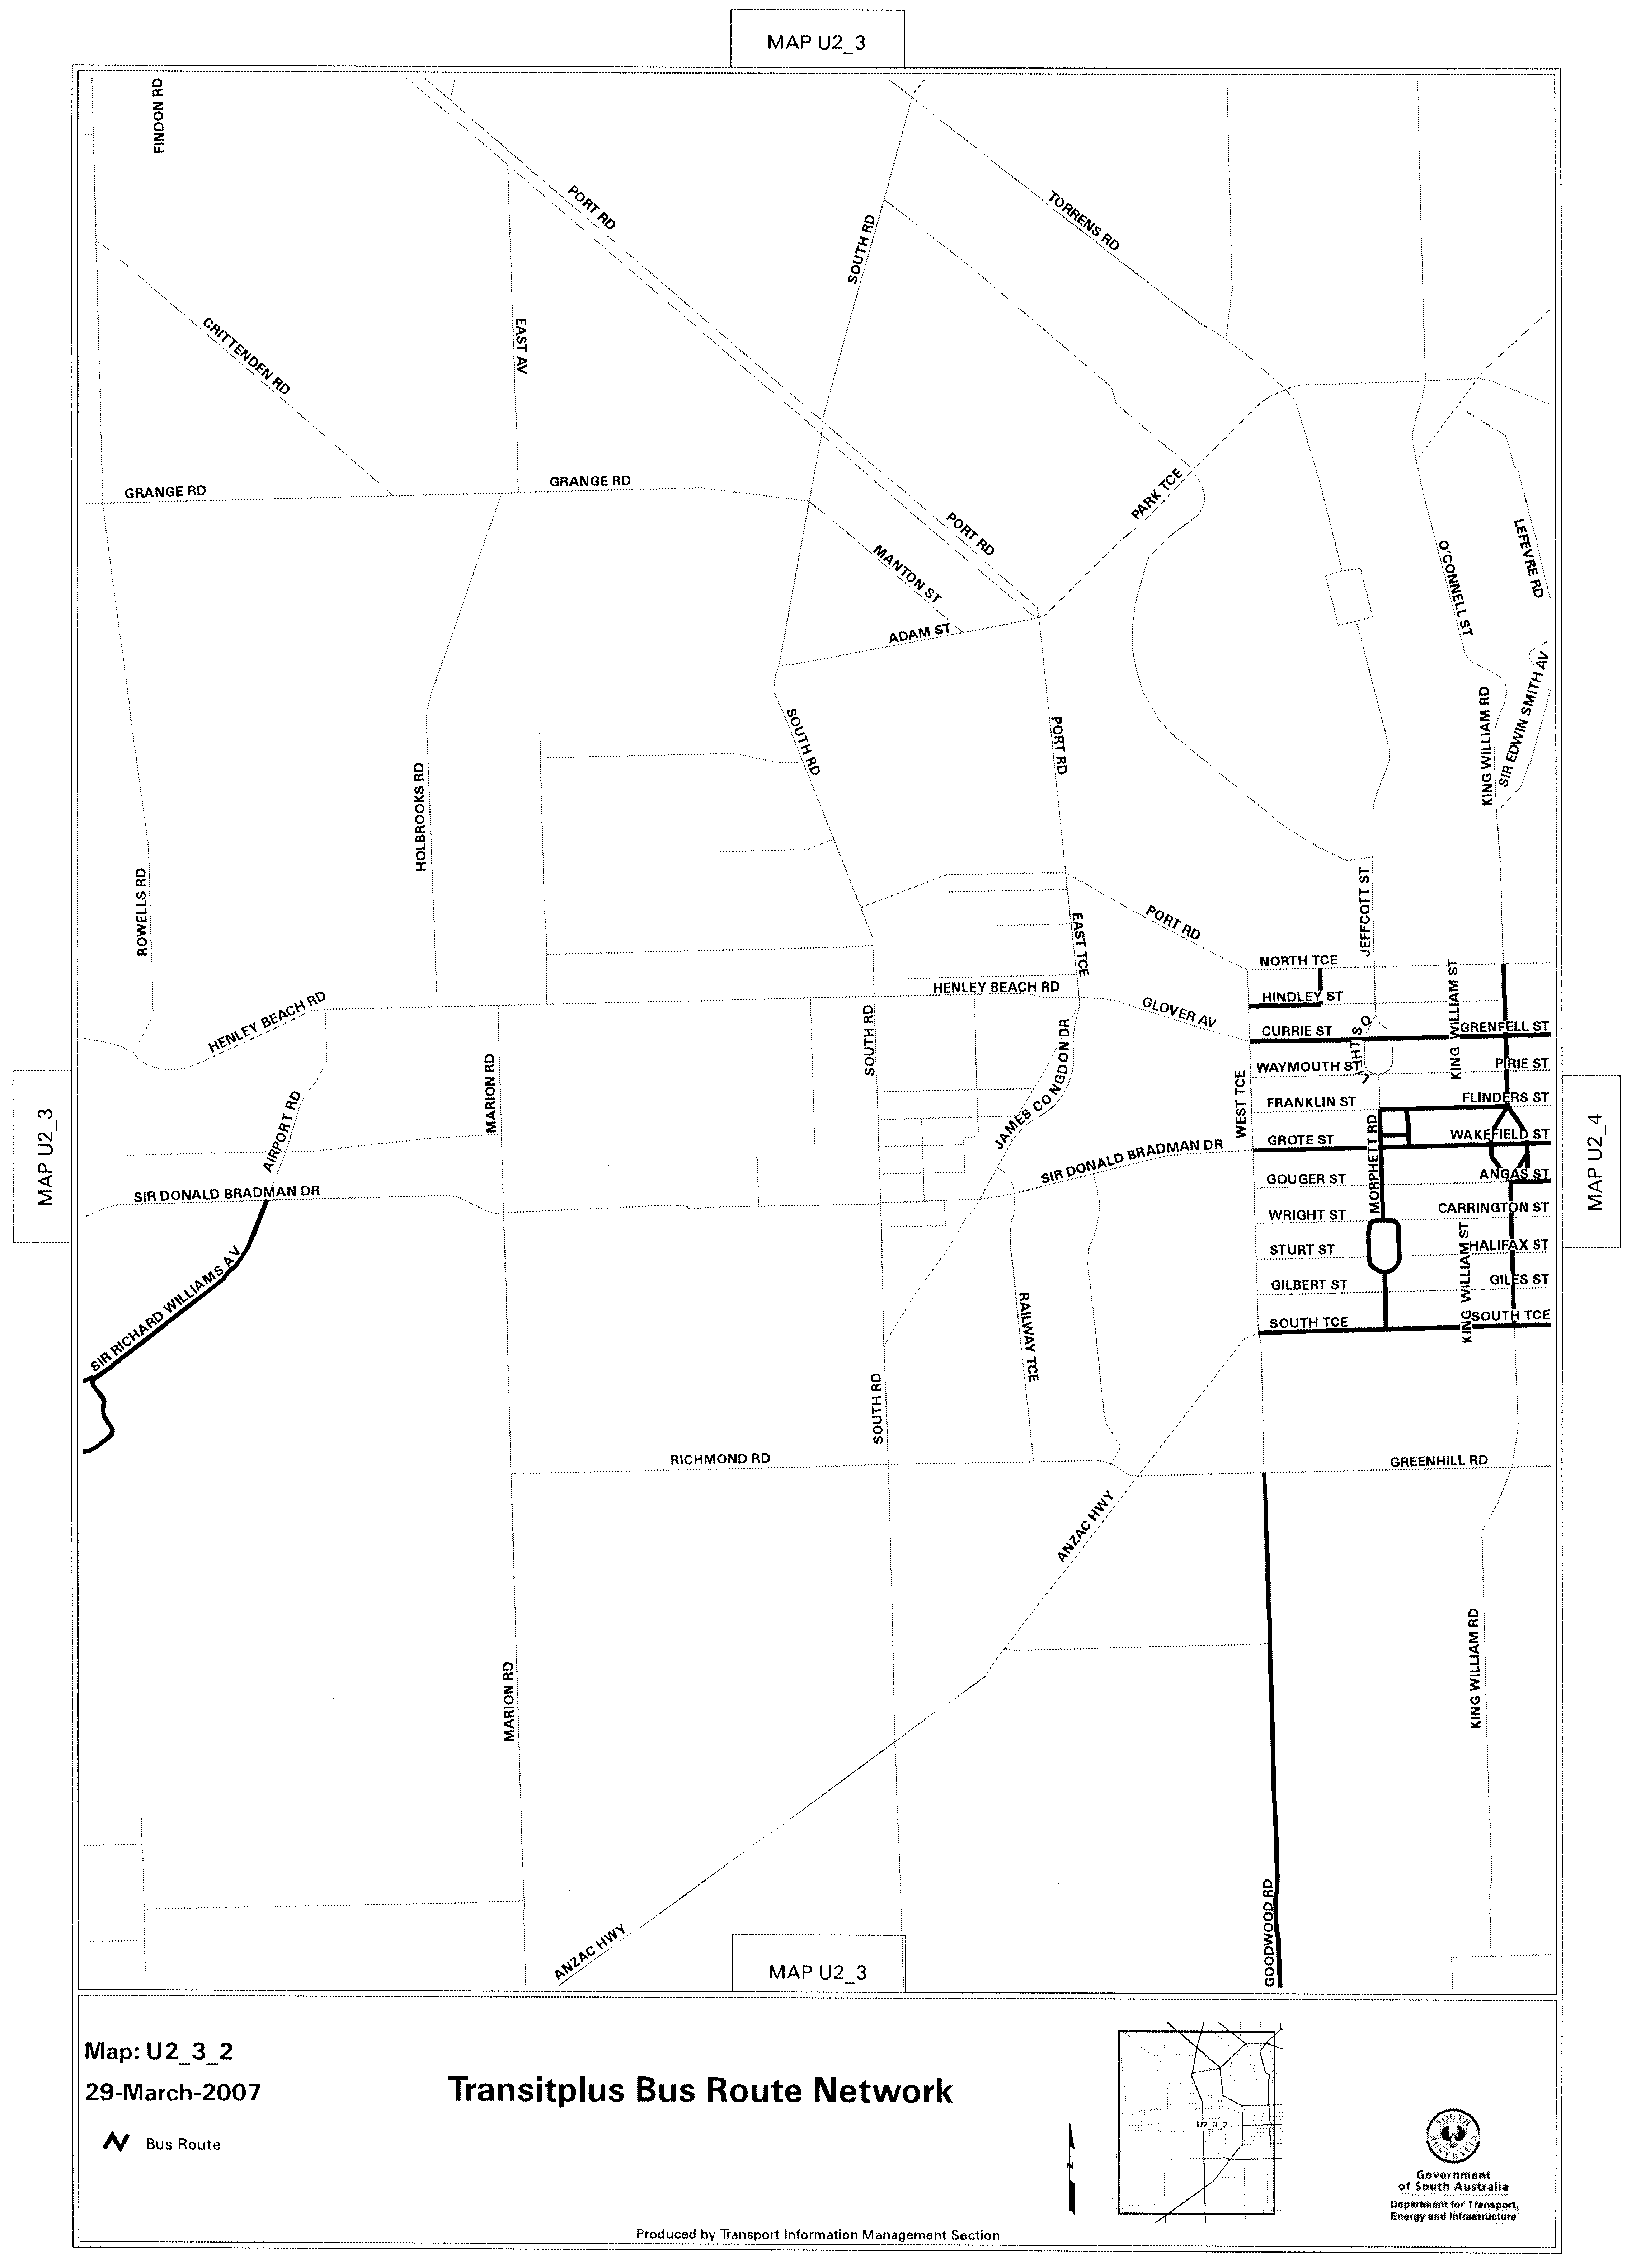 MAP U2_3
FINDON RD
PORT RD
SOUTH RD
TORRENS RD
CRITTENDEN RD
EAST AV
GRANGE RD
GRANGE RD
PARK TCE
PORT RD
MANTON ST
ADAM ST
O'CONNELL ST
LEFEVRE RD
SIR EDWIN SMITH AV
KING WILLIAM RD
SOUTH RD
PORT RD
HOLBROOKS RD
ROWELLS RD
JEFFCOTT ST
PORT RD
EAST TCE
NORTH TCE
HENLEY BEACH RD
HENLEY BEACH RD
HINDLEY ST
KING WILLIAM ST
GLOVER AV
CURRIE ST
LIGHT SQ
GRENFELL ST
SOUTH RD
JAMES CONGDON DR
MARION RD
WAYMOUTH ST
PIRIE ST
WEST TCE
FRANKLIN ST
FLINDERS ST
AIRPORT RD
GROTE ST
WAKEFIELD ST
MORPHETT RD
SIR DONALD BRADMAN DR
SIR DONALD BRADMAN DR
GOUGER ST
ANGAS ST
WRIGHT ST
CARRINGTON ST
STURT ST
HALIFAX ST
KING WILLIAM ST
GILBERT ST
GILES ST
SOUTH TCE
SOUTH TCE
SIR RICHARD WILLIAMS AV
RAILWAY TCE
SOUTH RD
RICHMOND RD
GREENHILL RD
ANZAC HWY
MARION RD
KING WILLIAM RD
GOODWOOD RD
ANZAC HWY
MAP U2_3
MAP U2_4
MAP U2_3
Map: U2_3_2
29-March-2007
Bus Route
Transitplus Bus Route Network
N
U2_3_2
SOUTH AUSTRALIA
Government
of South Australia
Department for Transport,
Energy and Infrastructure
Produced by Transport Information Management Section